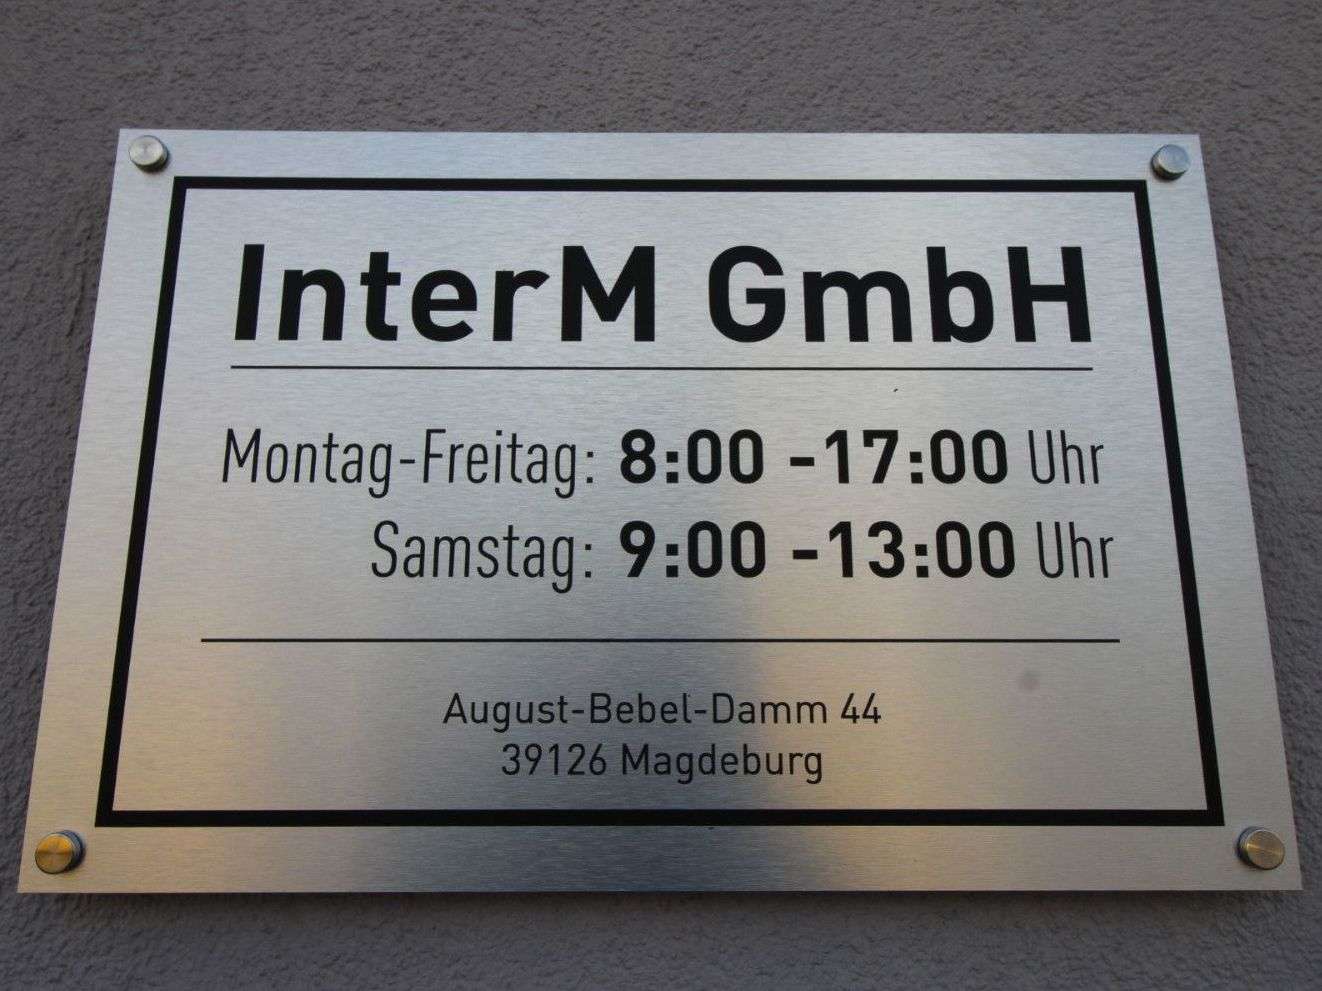 InterM GmbH
Montag-Freitag: 8:00 -17:00 Uhr
Samstag: 9:00 -13:00 Uhr
August-Bebel-Damm 44
39126 Magdeburg